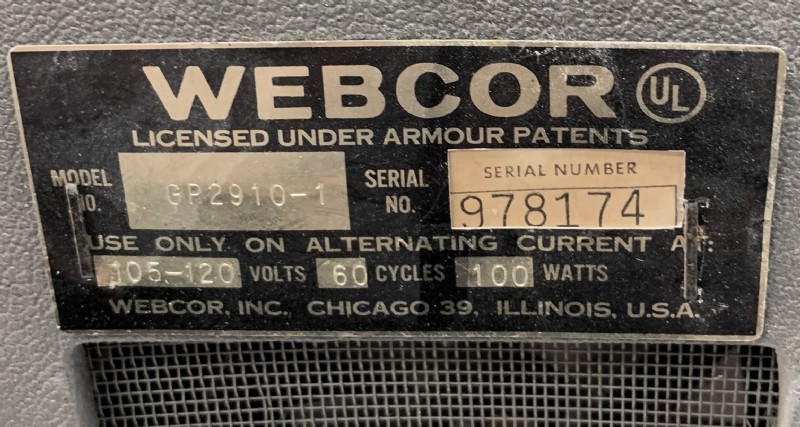 WEBCOR UL
LICENSED UNDER ARMOUR PATENTS
MODEL NO. GP2910-1 SERIAL NO. SERIAL NUMBER 978174
USE ONLY ON ALTERNATING CURRENT AT:
105-120 VOLTS 60 CYCLES 100 WATTS
WEBCOR, INC. CHICAGO 39, ILLINOIS, U.S.A.